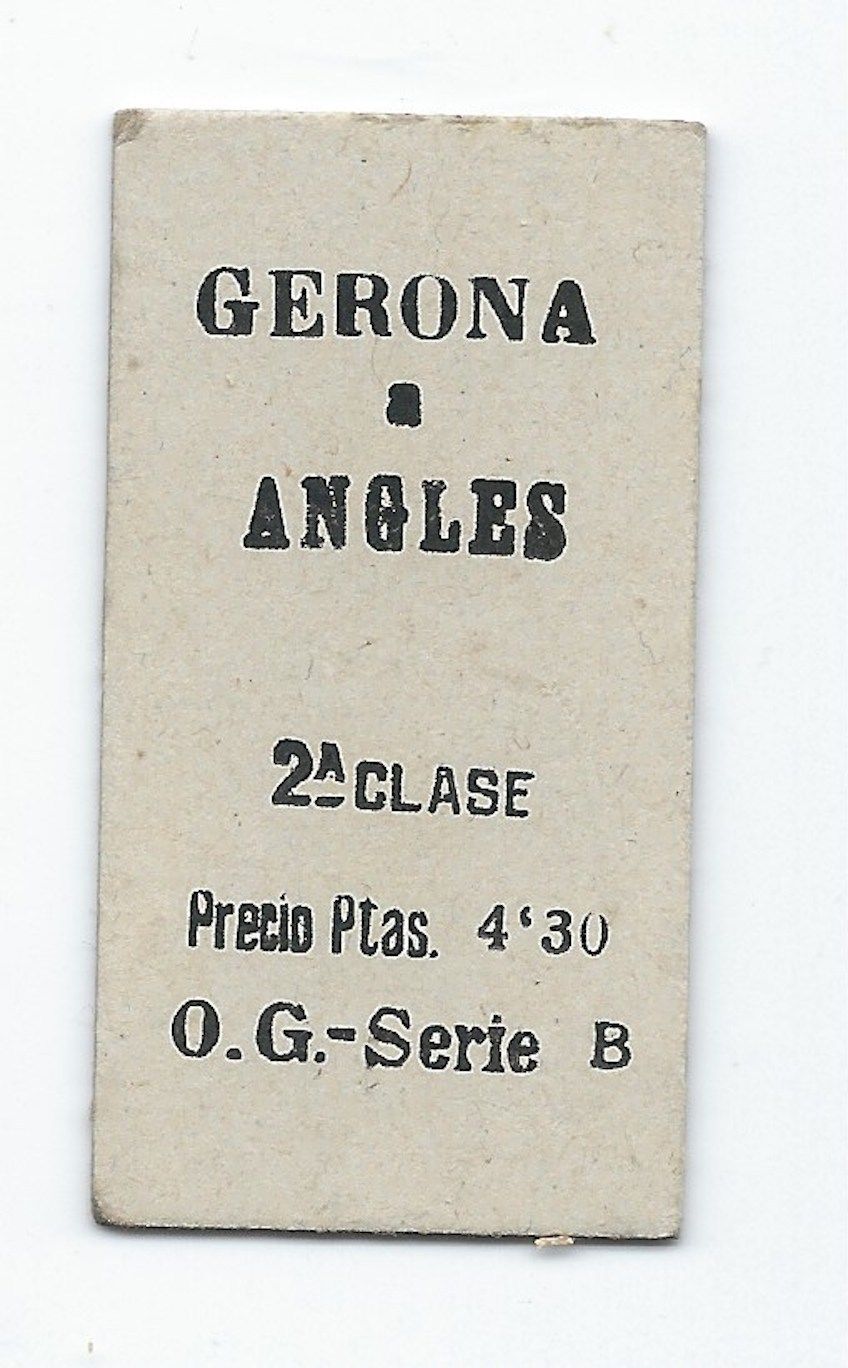 GERONA
a
ANGLES
2ª CLASE
Precio Ptas. 4'30
O.G.-Serie B